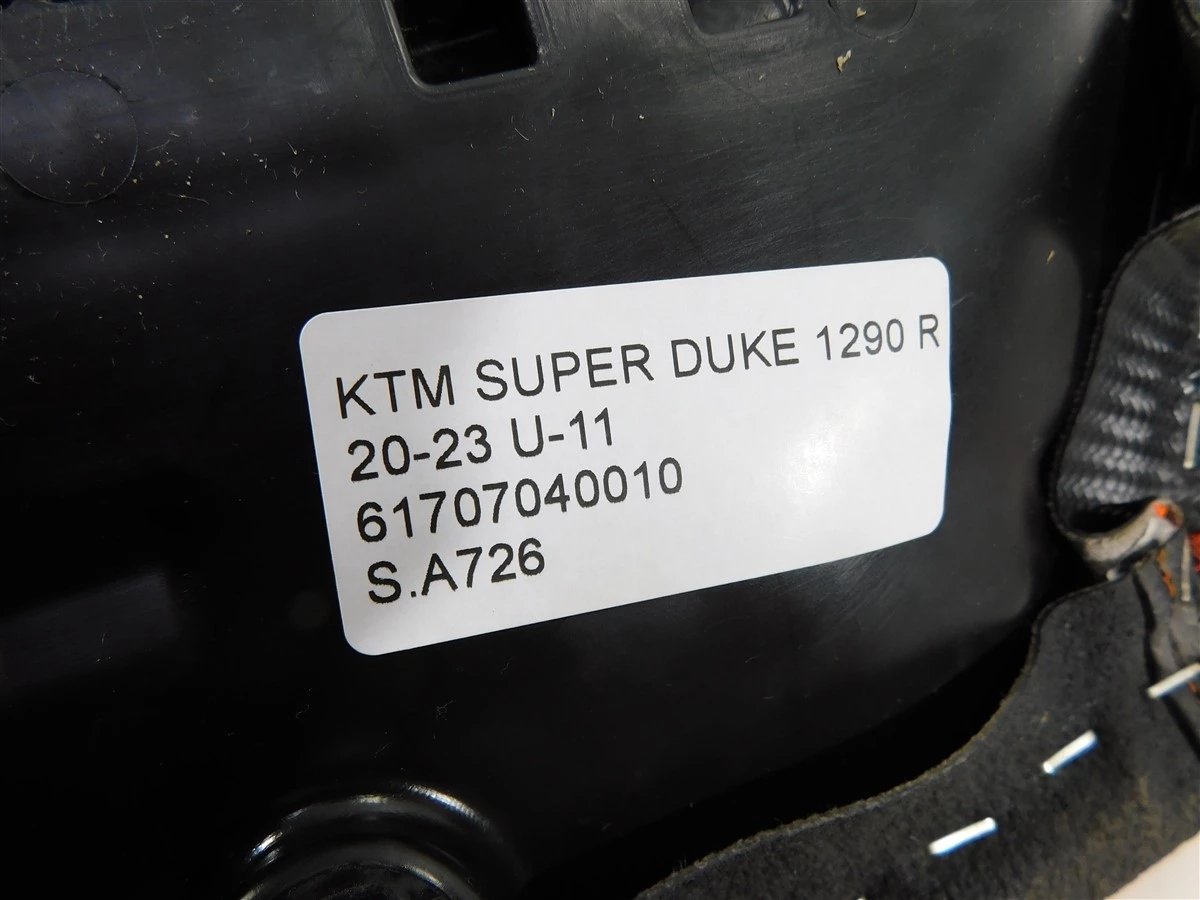 KTM SUPER DUKE 1290 R
20-23 U-11
61707040010
S.A726